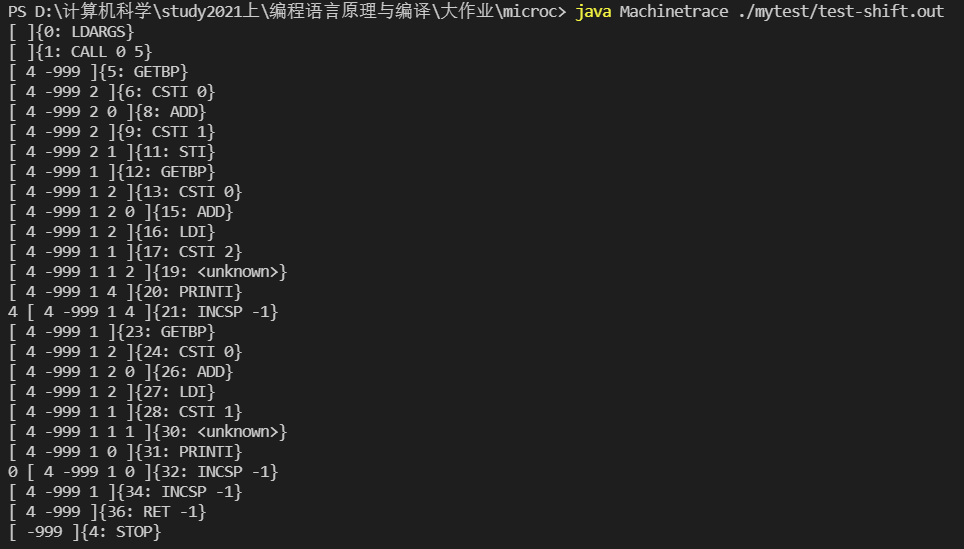 PS D:\计算机科学\study2021上\编程语言原理与编译\大作业\microc> java Machinetrace ./mytest/test-shift.out
[ ]{0: LDARGS}
[ ]{1: CALL 0 5}
[ 4 -999 ]{5: GETBP}
[ 4 -999 2 ]{6: CSTI 0}
[ 4 -999 2 0 ]{8: ADD}
[ 4 -999 2 ]{9: CSTI 1}
[ 4 -999 2 1 ]{11: STI}
[ 4 -999 1 ]{12: GETBP}
[ 4 -999 1 2 ]{13: CSTI 0}
[ 4 -999 1 2 0 ]{15: ADD}
[ 4 -999 1 2 ]{16: LDI}
[ 4 -999 1 1 ]{17: CSTI 2}
[ 4 -999 1 1 2 ]{19: <unknown>}
[ 4 -999 1 4 ]{20: PRINTI}
4 [ 4 -999 1 4 ]{21: INCSP -1}
[ 4 -999 1 ]{23: GETBP}
[ 4 -999 1 2 ]{24: CSTI 0}
[ 4 -999 1 2 0 ]{26: ADD}
[ 4 -999 1 2 ]{27: LDI}
[ 4 -999 1 1 ]{28: CSTI 1}
[ 4 -999 1 1 1 ]{30: <unknown>}
[ 4 -999 1 0 ]{31: PRINTI}
0 [ 4 -999 1 0 ]{32: INCSP -1}
[ 4 -999 1 ]{34: INCSP -1}
[ 4 -999 ]{36: RET -1}
[ -999 ]{4: STOP}